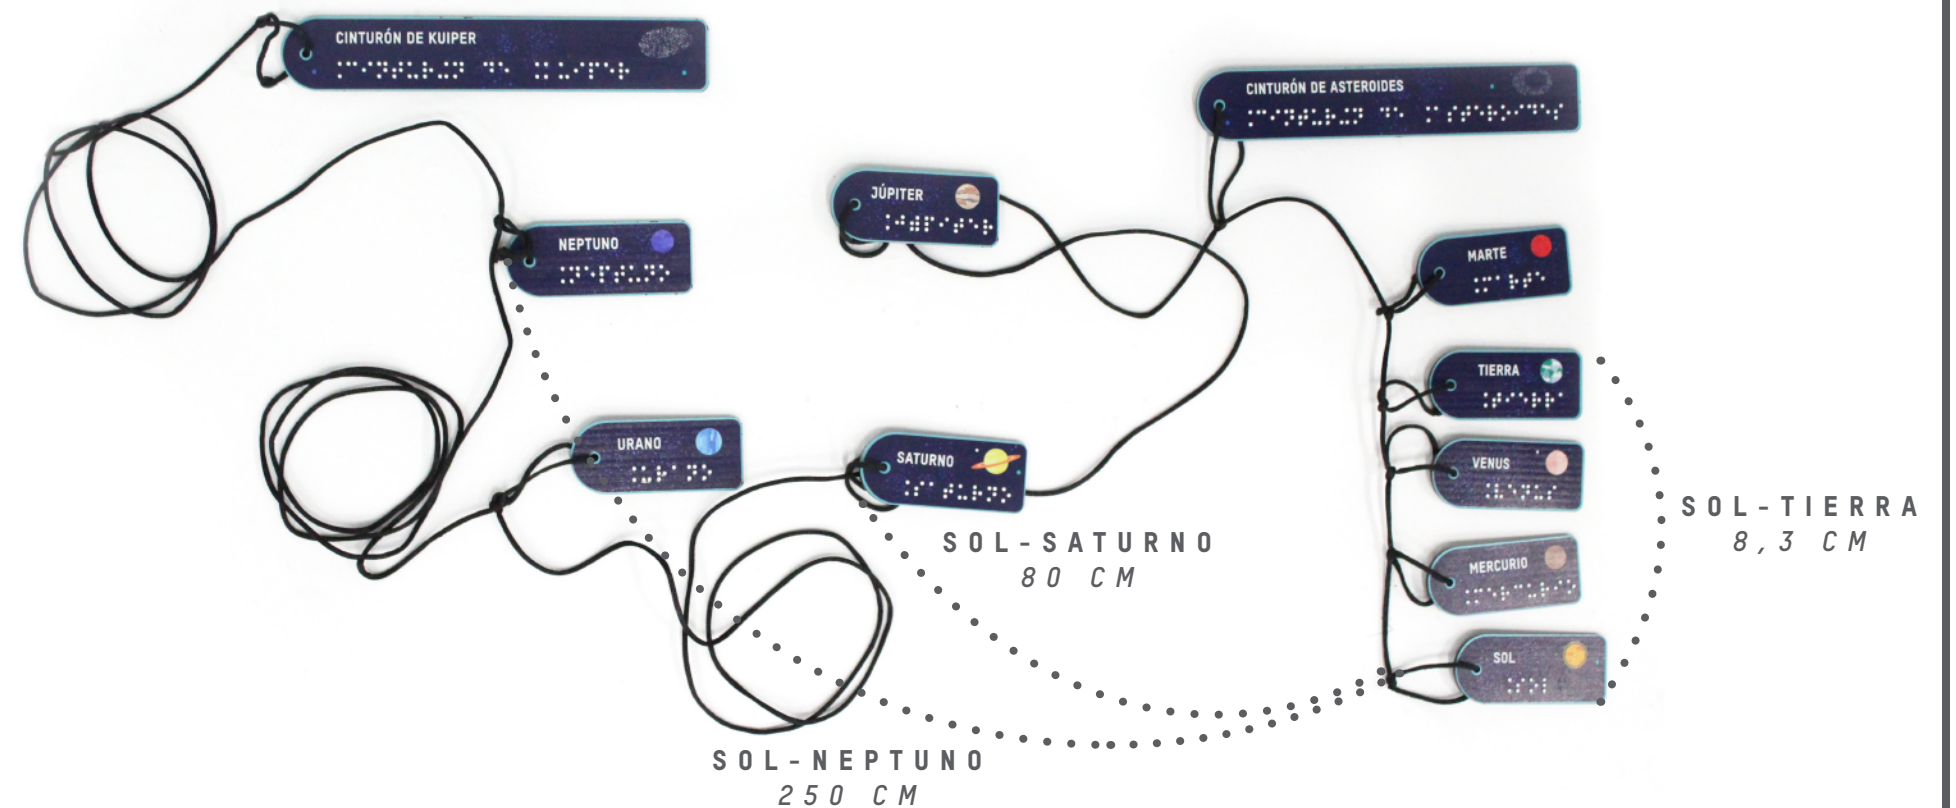 CINTURÓN DE KUIPER
CINTURÓN DE ASTEROIDES
JÚPITER
NEPTUNO
MARTE
TIERRA
URANO
SATURNO
VENUS
MERCURIO
SOL
SOL-TIERRA
8,3 CM
SOL-SATURNO
80 CM
SOL-NEPTUNO
250 CM